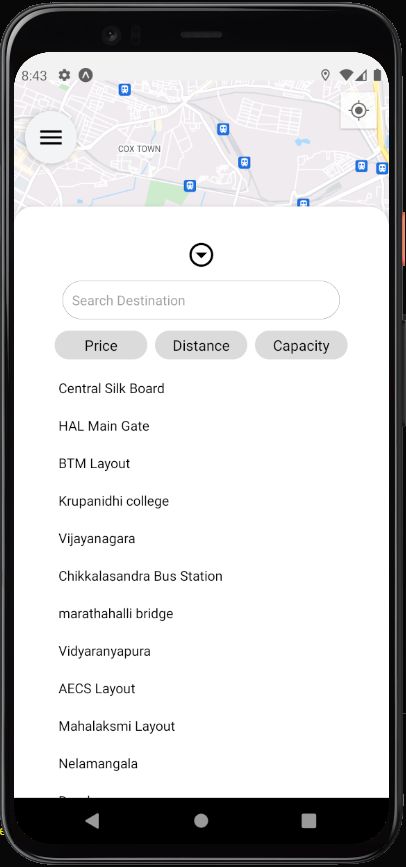 8:43
COX TOWN
Search Destination
Price Distance Capacity
Central Silk Board
HAL Main Gate
BTM Layout
Krupanidhi college
Vijayanagara
Chikkalasandra Bus Station
marathahalli bridge
Vidyaranyapura
AECS Layout
Mahalaksmi Layout
Nelamangala